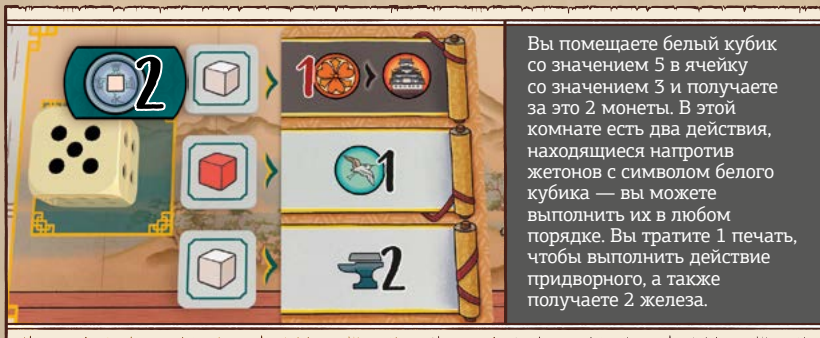 2
1
1
2
Вы помещаете белый кубик
со значением 5 в ячейку
со значением 3 и получаете
за это 2 монеты. В этой
комнате есть два действия,
находящиеся напротив
жетонов с символом белого
кубика — вы можете
выполнить их в любом
порядке. Вы тратите 1 печать,
чтобы выполнить действие
придворного, а также
получаете 2 железа.